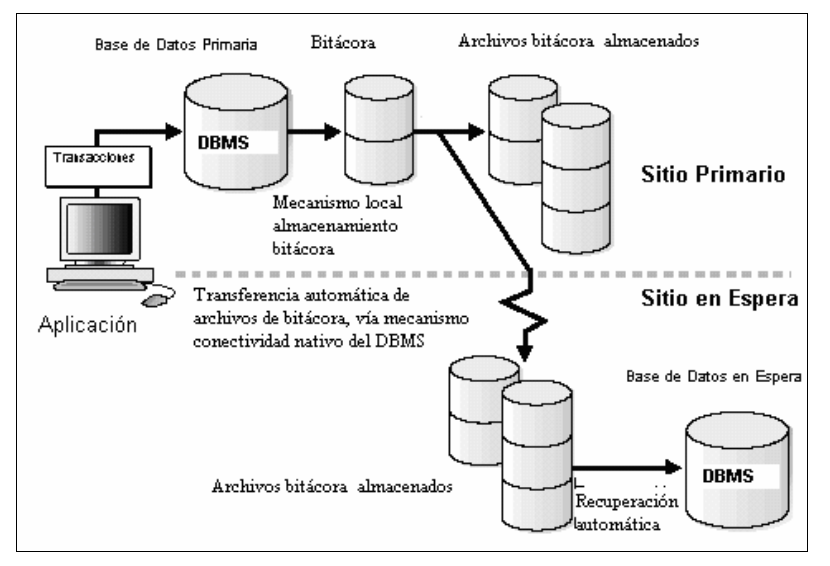 Base de Datos Primaria
Bitácora
Archivos bitácora almacenados
DBMS
Transacciones
Sitio Primario
Mecanismo local
almacenamiento
bitácora
Aplicación
Transferencia automática de
archivos de bitácora, vía mecanismo
conectividad nativo del DBMS
Sitio en Espera
Base de Datos en Espera
DBMS
Archivos bitácora almacenados
Recuperación
automática